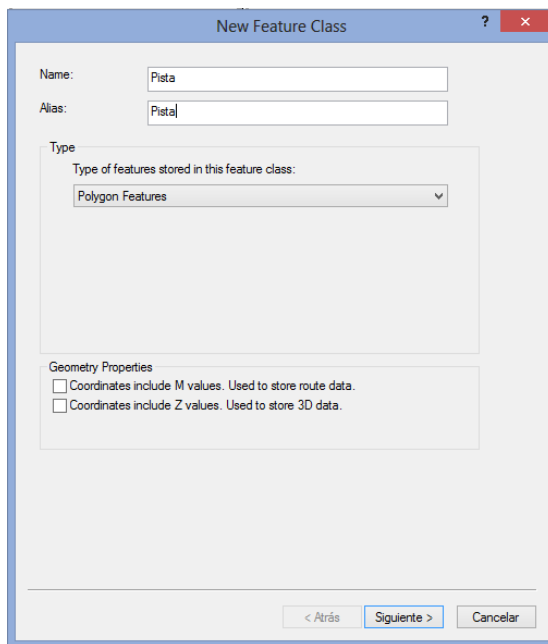 New Feature Class
?
Name: Pista
Alias: Pista
Type
Type of features stored in this feature class:
Polygon Features
Geometry Properties
Coordinates include M values. Used to store route data.
Coordinates include Z values. Used to store 3D data.
< Atrás Siguiente > Cancelar